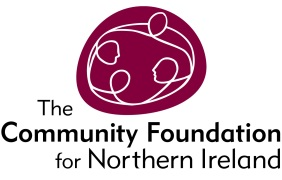 The
Community Foundation
for Northern Ireland